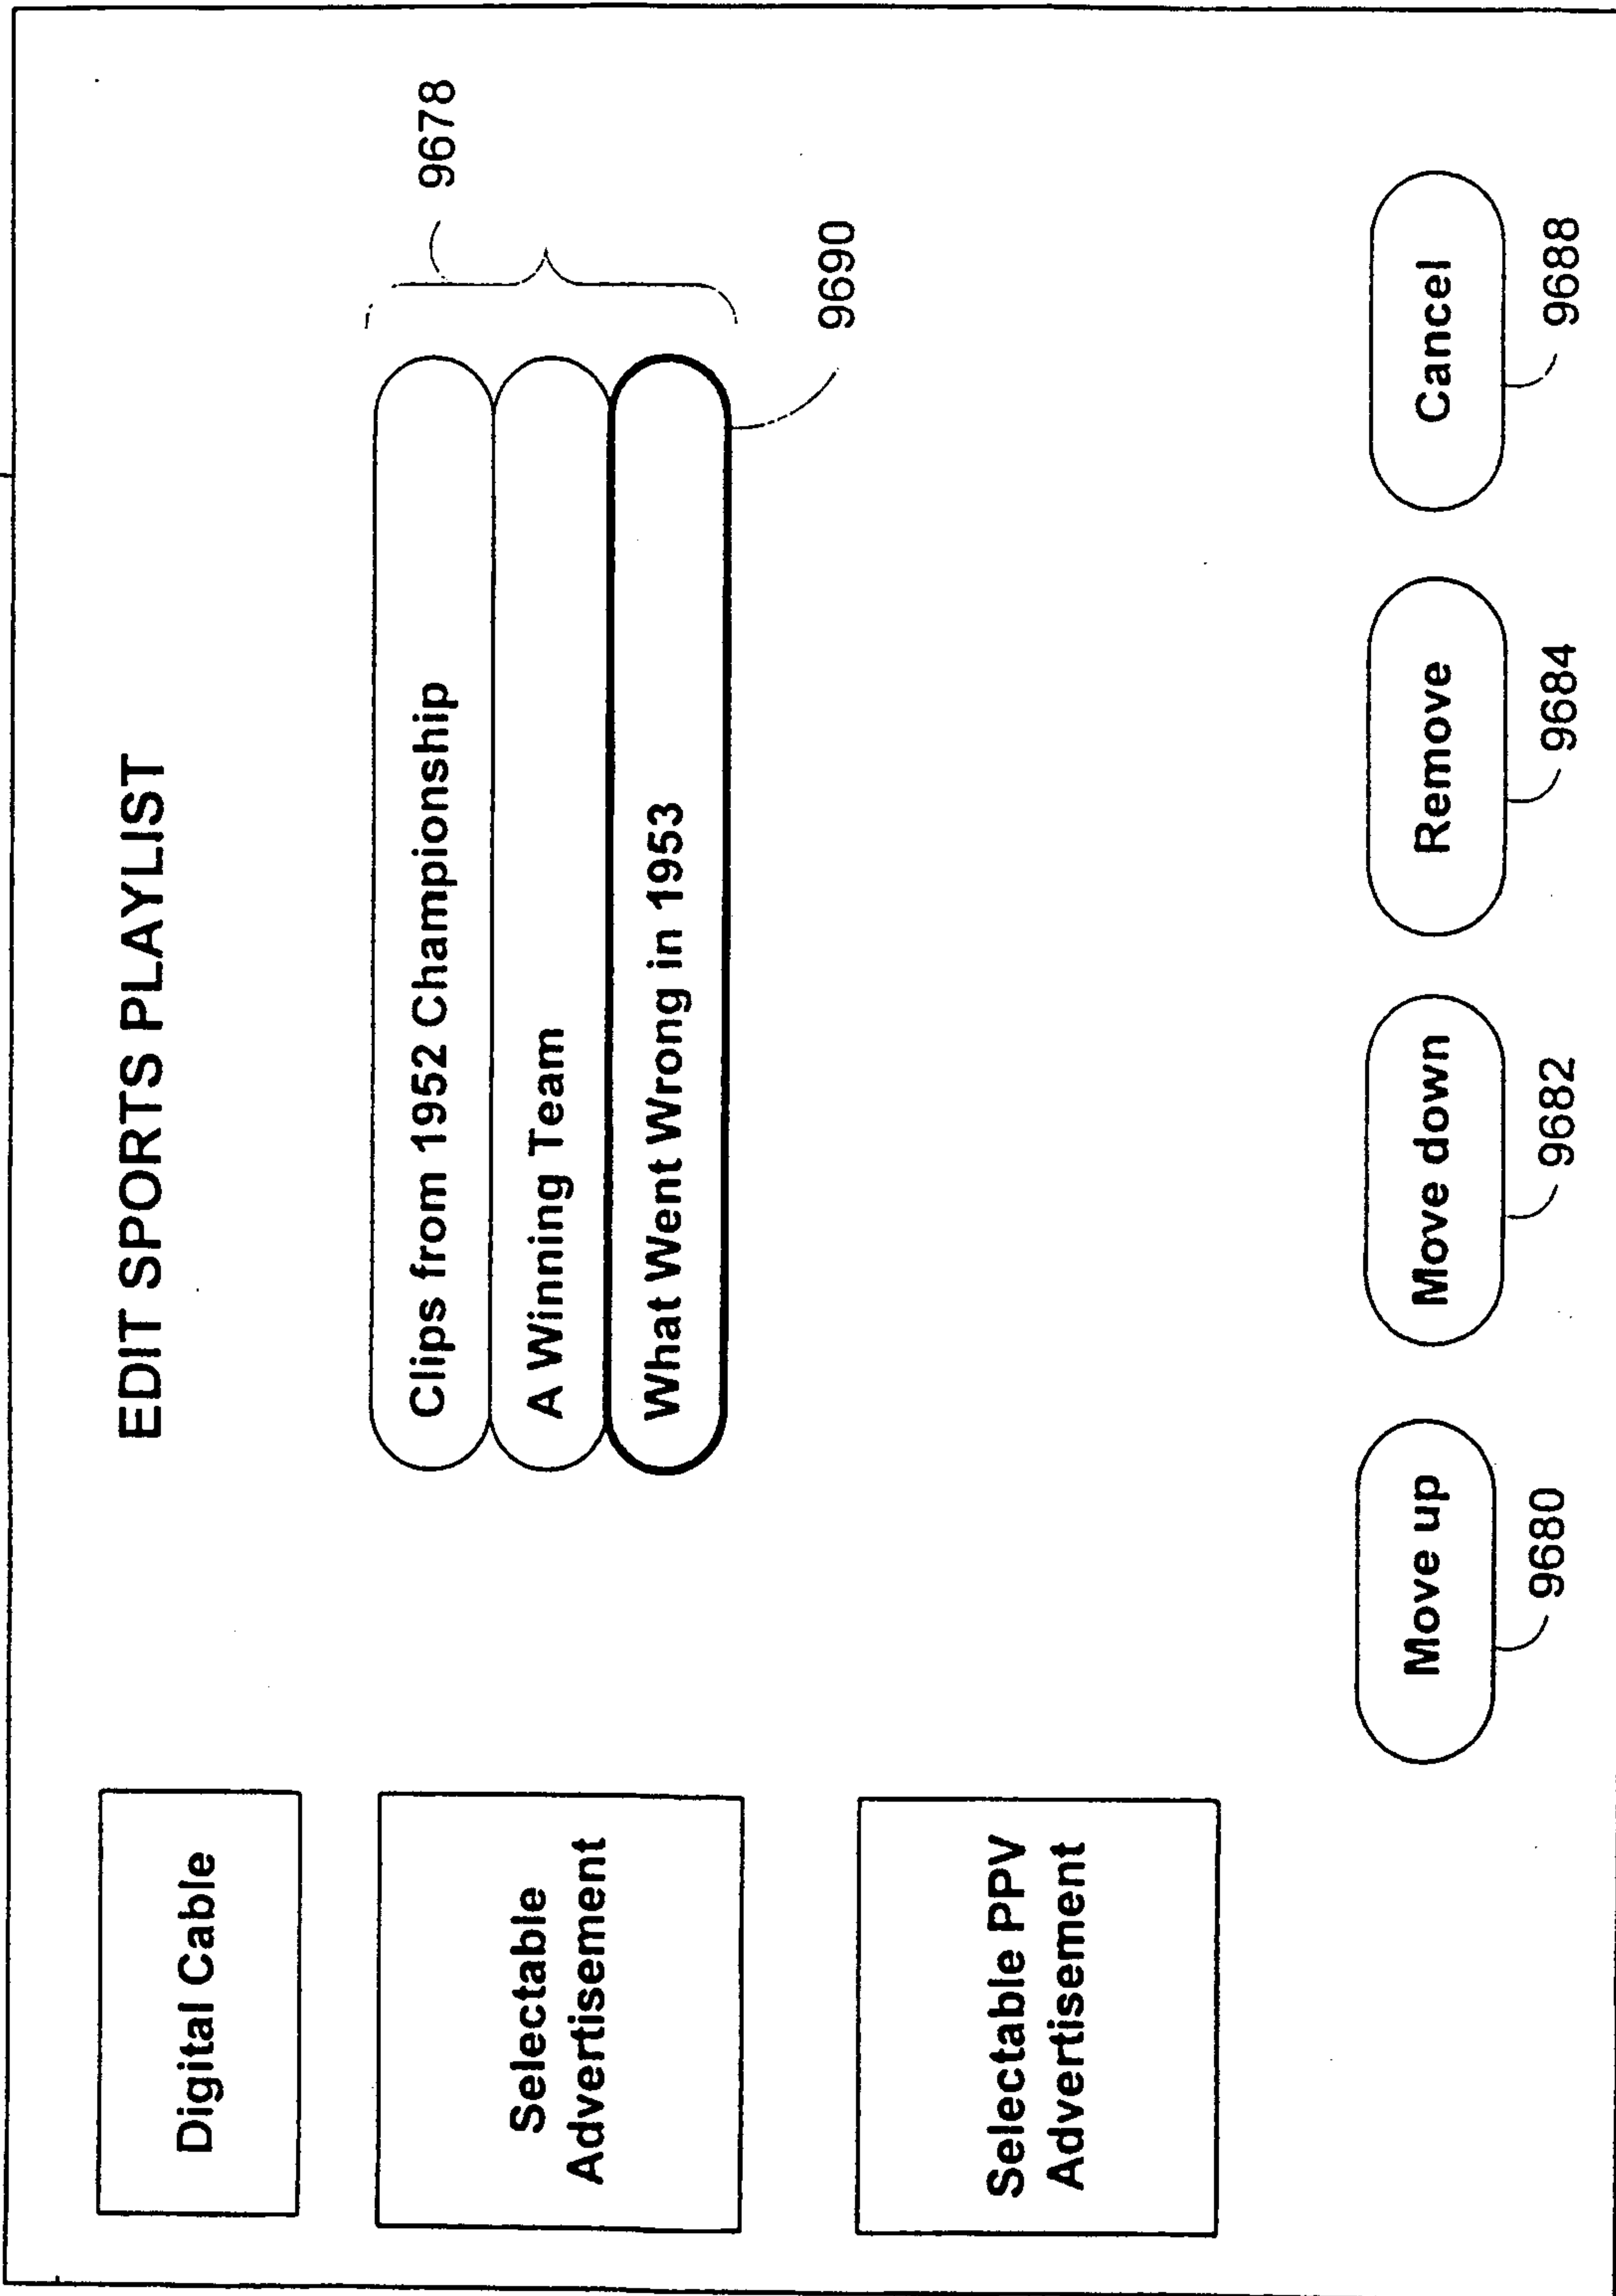 EDIT SPORTS PLAYLIST
Digital Cable
Selectable
Advertisement
Selectable PPV
Advertisement
Clips from 1952 Championship
A Winning Team
What Went Wrong in 1953
9678
9690
Move up
Move down
Remove
Cancel
9680
9682
9684
9688